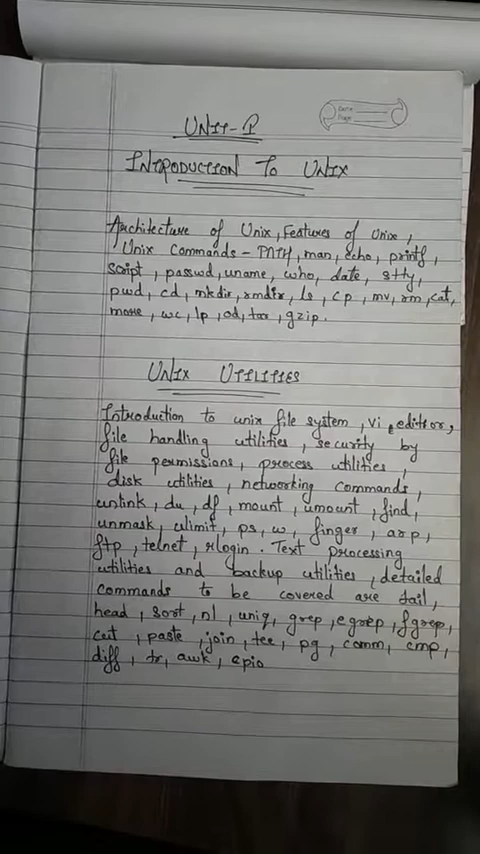 Date
Page
UNIT-I
INTRODUCTION TO UNIX
Architecture of Unix, Features of Unix,
Unix Commands - PATH, man, echo, printf,
script, passwd, uname, who, date, stty,
pwd, cd, mkdir, rmdir, ls, cp, mv, rm, cat,
more, wc, lp, od, tar, gzip.
UNIX UTILITIES
Introduction to unix file system, vi editor,
file handling utilities, security by
file permissions, process utilities,
disk utilities, networking commands,
unlink, du, df, mount, umount, find,
unmask, ulimit, ps, w, finger, arp,
ftp, telnet, rlogin. Text processing
utilities and backup utilities, detailed
commands to be covered are tail,
head, sort, nl, uniq, grep, egrep, fgrep,
cut, paste, join, tee, pg, comm, cmp,
diff, tr, awk, cpio